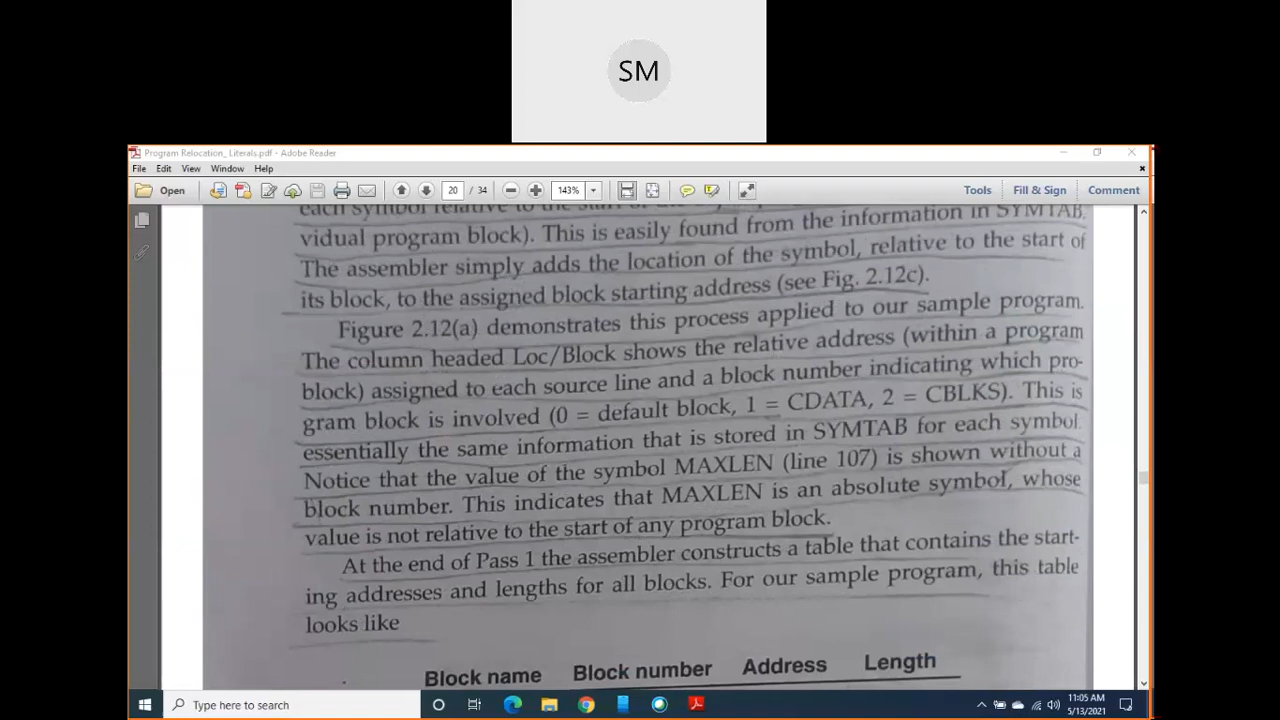 SM
Program Relocation_ Literals.pdf - Adobe Reader
File Edit View Window Help
Open 20 / 34 143% Tools Fill & Sign Comment
each symbol relative to the start of
vidual program block). This is easily found from the information in SYMTAB.
The assembler simply adds the location of the symbol, relative to the start of
its block, to the assigned block starting address (see Fig. 2.12c).
Figure 2.12(a) demonstrates this process applied to our sample program.
The column headed Loc/Block shows the relative address (within a program
block) assigned to each source line and a block number indicating which pro-
gram block is involved (0 = default block, 1 = CDATA, 2 = CBLKS). This is
essentially the same information that is stored in SYMTAB for each symbol.
Notice that the value of the symbol MAXLEN (line 107) is shown without a
block number. This indicates that MAXLEN is an absolute symbol, whose
value is not relative to the start of any program block.
At the end of Pass 1 the assembler constructs a table that contains the start-
ing addresses and lengths for all blocks. For our sample program, this table
looks like
Block name Block number Address Length
Type here to search
11:05 AM
5/13/2021